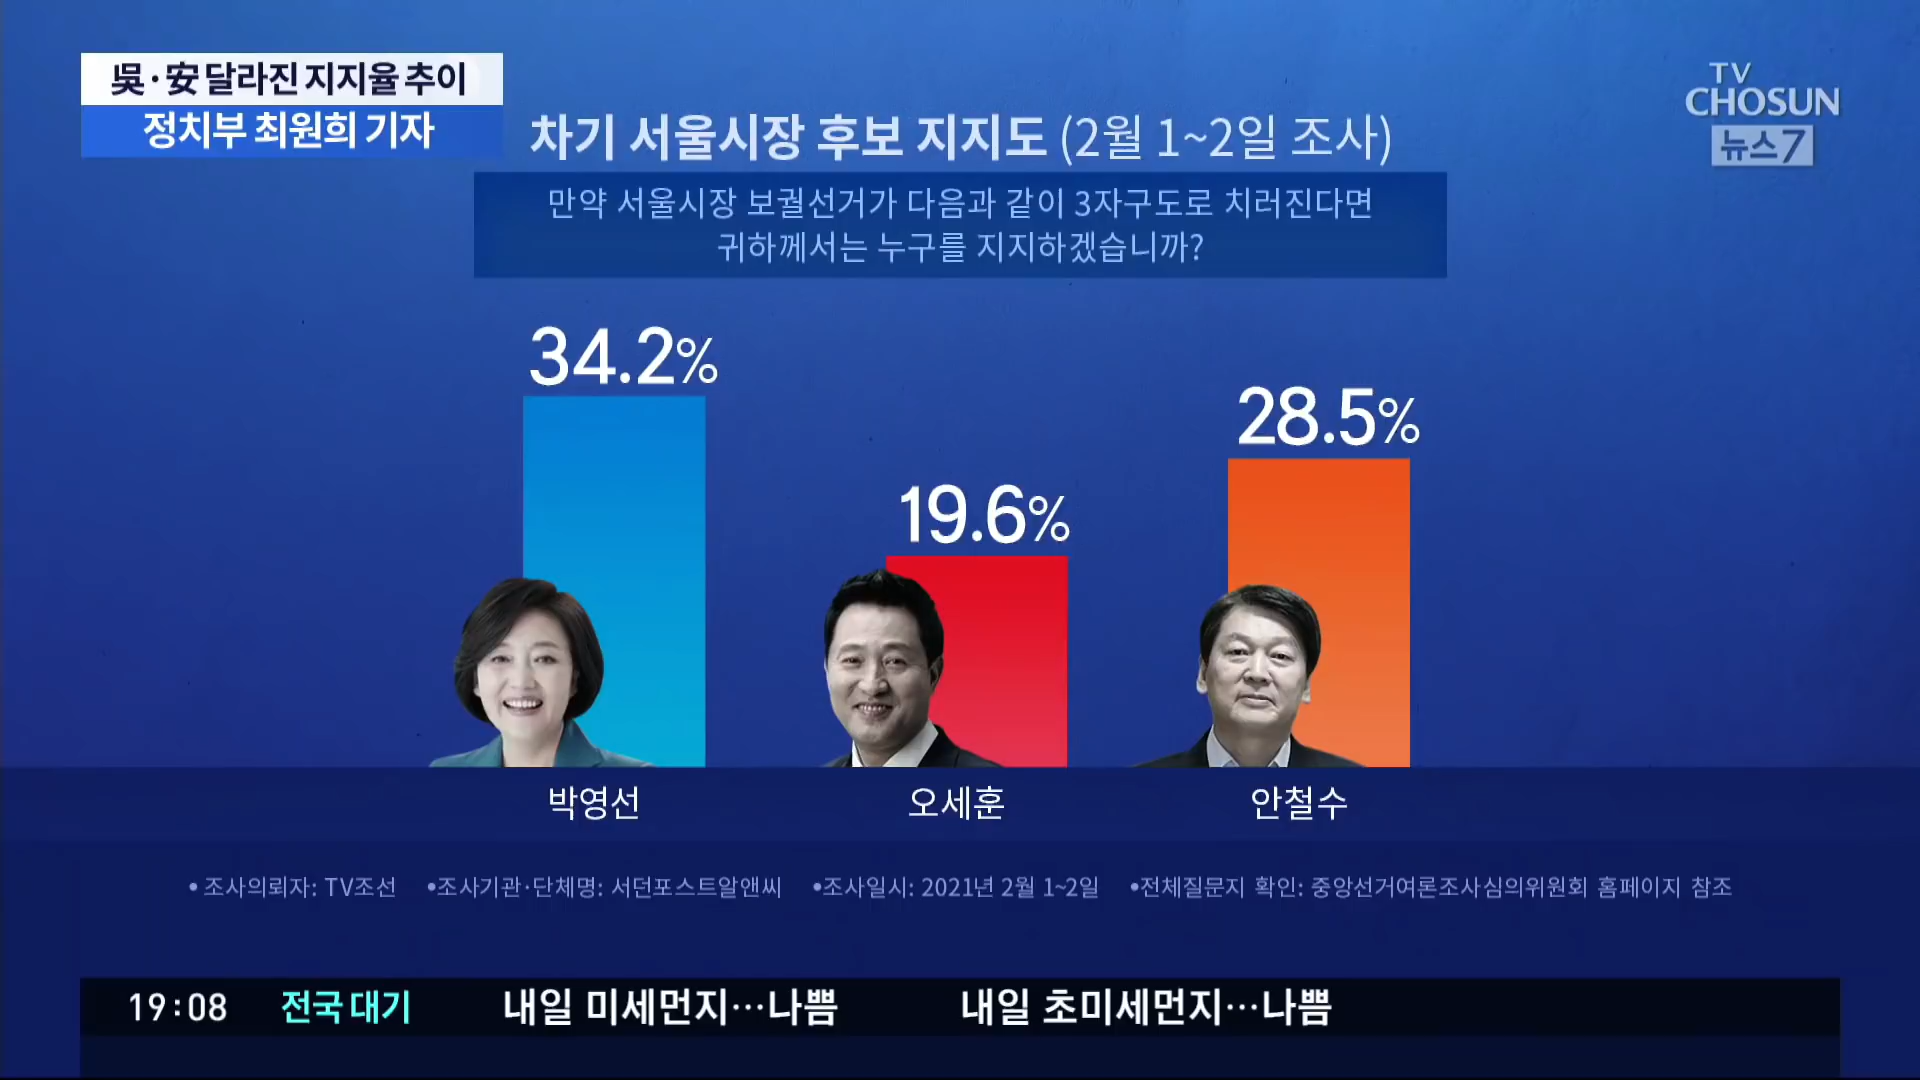 吳·安 달라진 지지율 추이
정치부 최원희 기자
TV
CHOSUN
뉴스7
차기 서울시장 후보 지지도 (2월 1~2일 조사)
만약 서울시장 보궐선거가 다음과 같이 3자구도로 치러진다면
귀하께서는 누구를 지지하겠습니까?
34.2%
19.6%
28.5%
박영선
오세훈
안철수
•조사의뢰자: TV조선 •조사기관·단체명: 서던포스트알앤씨 •조사일시: 2021년 2월 1~2일 •전체질문지 확인: 중앙선거여론조사심의위원회 홈페이지 참조
19:08 전국 대기 내일 미세먼지…나쁨 내일 초미세먼지…나쁨